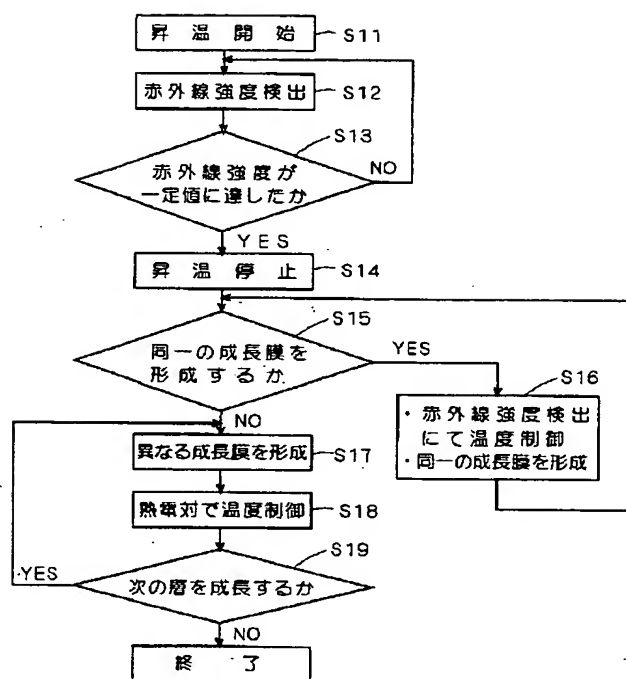 昇温開始 S11
赤外線強度検出 S12
S13
赤外線強度が
一定値に達したか
NO
YES
昇温停止 S14
S15
同一の成長膜を
形成するか
YES
S16
・赤外線強度検出
にて温度制御
・同一の成長膜を形成
NO
異なる成長膜を形成 S17
熱電対で温度制御 S18
S19
YES
次の層を成長するか
NO
終了